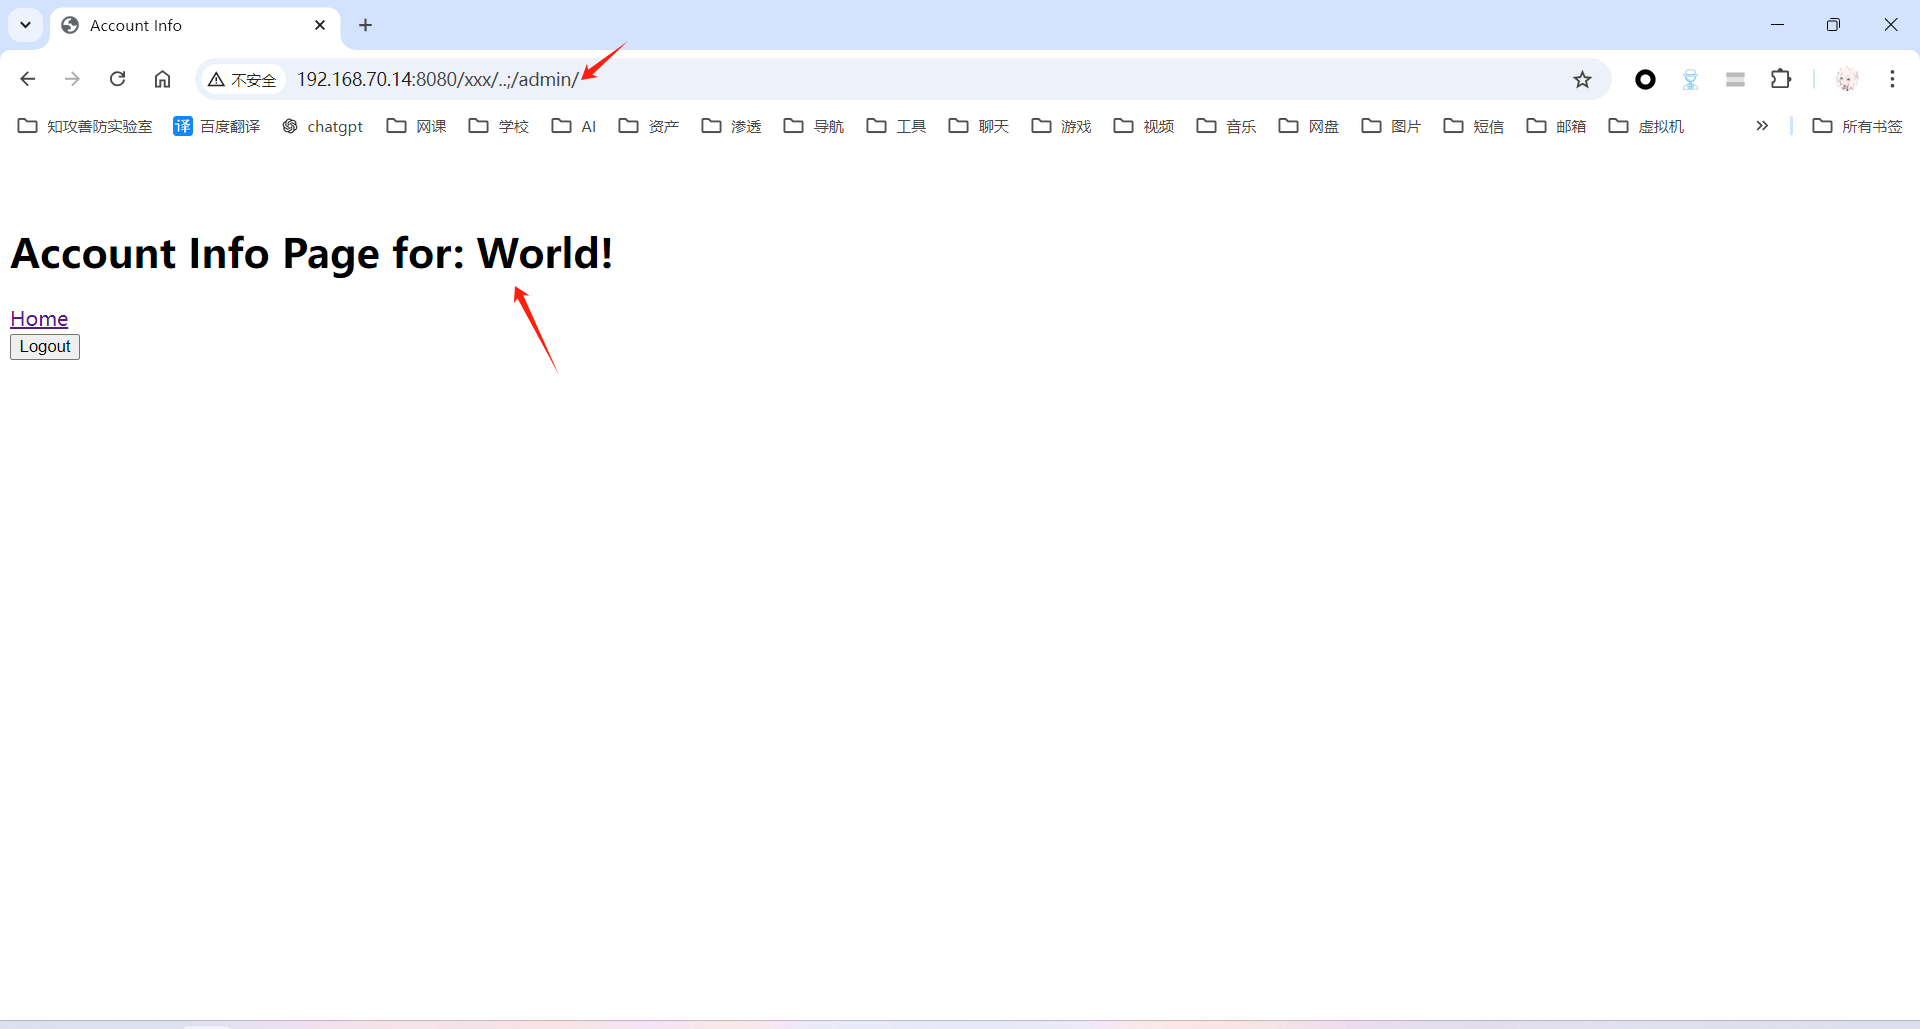 Account Info
不安全 192.168.70.14:8080/xxx/..;/admin/
知攻善防实验室 译 百度翻译 chatgpt 网课 学校 AI 资产 渗透 导航 工具 聊天 游戏 视频 音乐 网盘 图片 短信 邮箱 虚拟机 » 所有书签
Account Info Page for: World!
Home
Logout